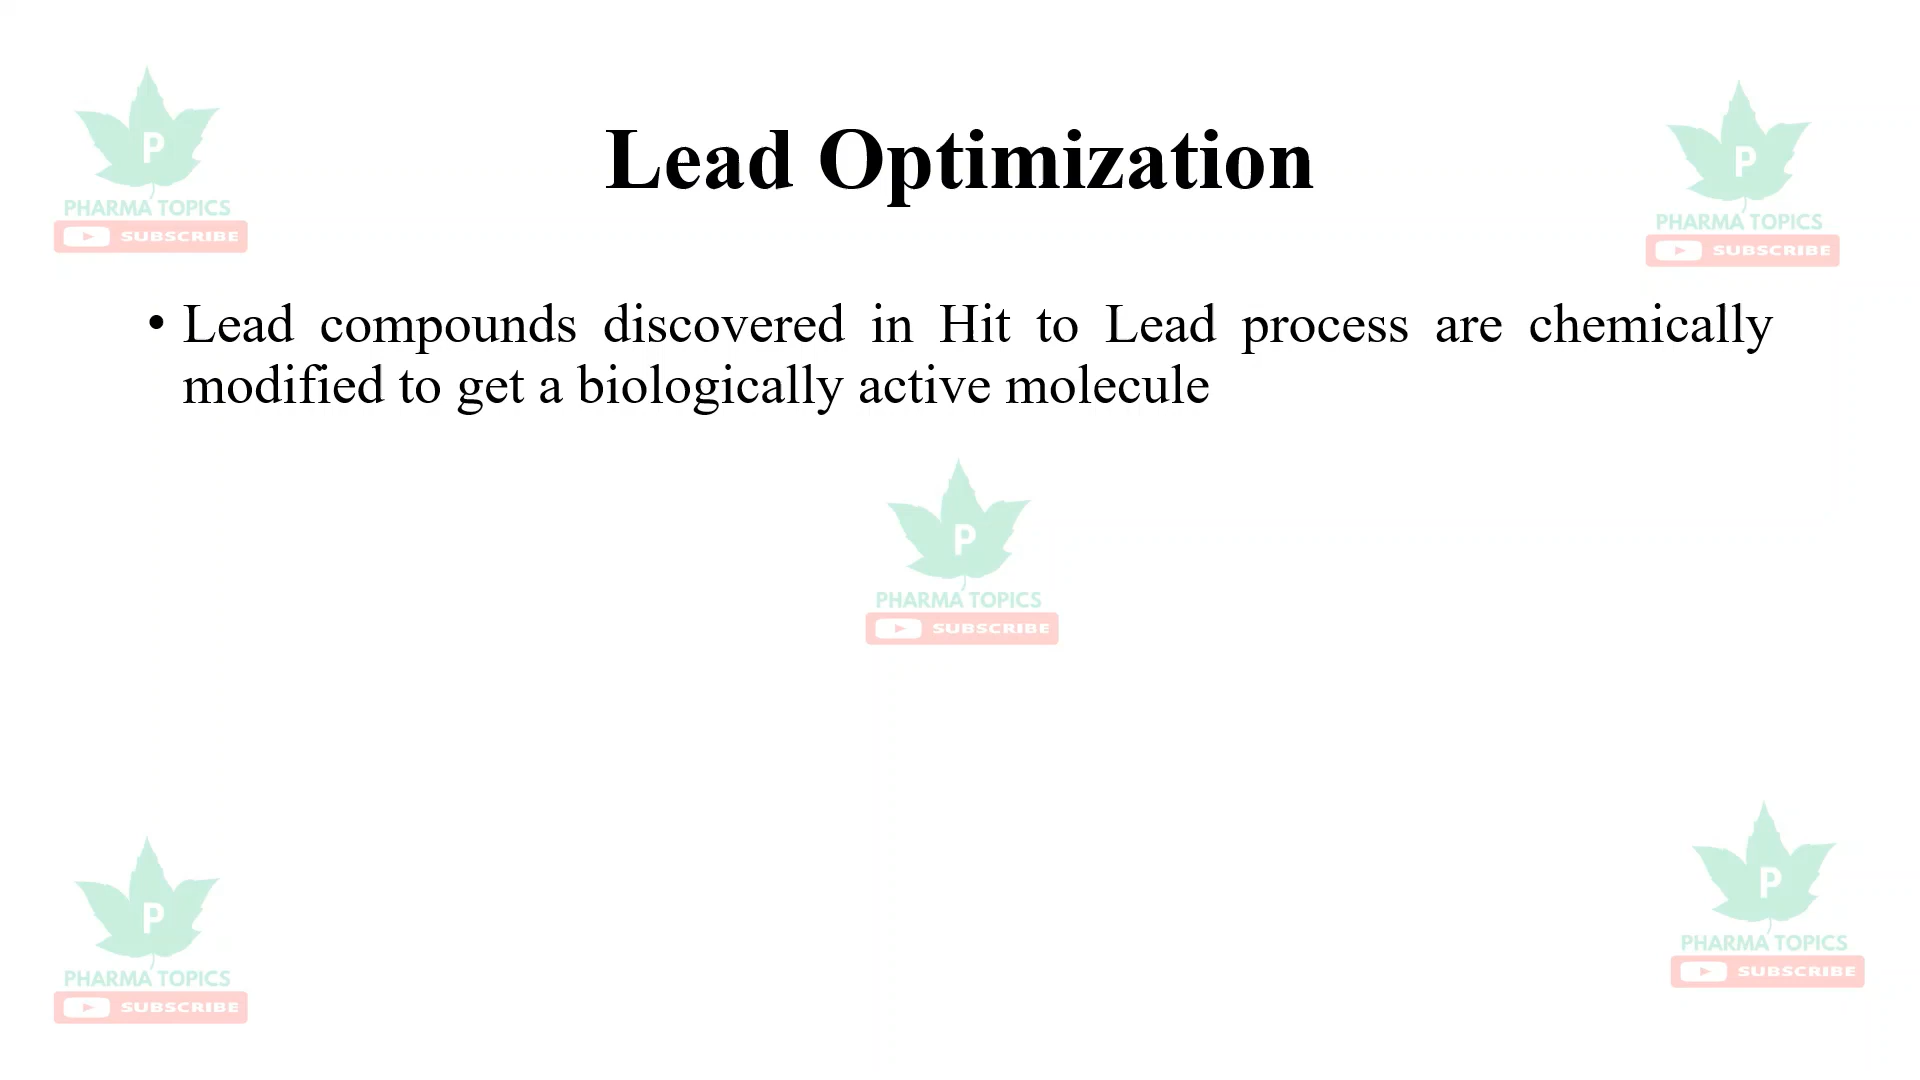 Lead Optimization
P
PHARMA TOPICS
SUBSCRIBE
P
PHARMA TOPICS
SUBSCRIBE
• Lead compounds discovered in Hit to Lead process are chemically
modified to get a biologically active molecule
P
PHARMA TOPICS
SUBSCRIBE
P
PHARMA TOPICS
SUBSCRIBE
P
PHARMA TOPICS
SUBSCRIBE